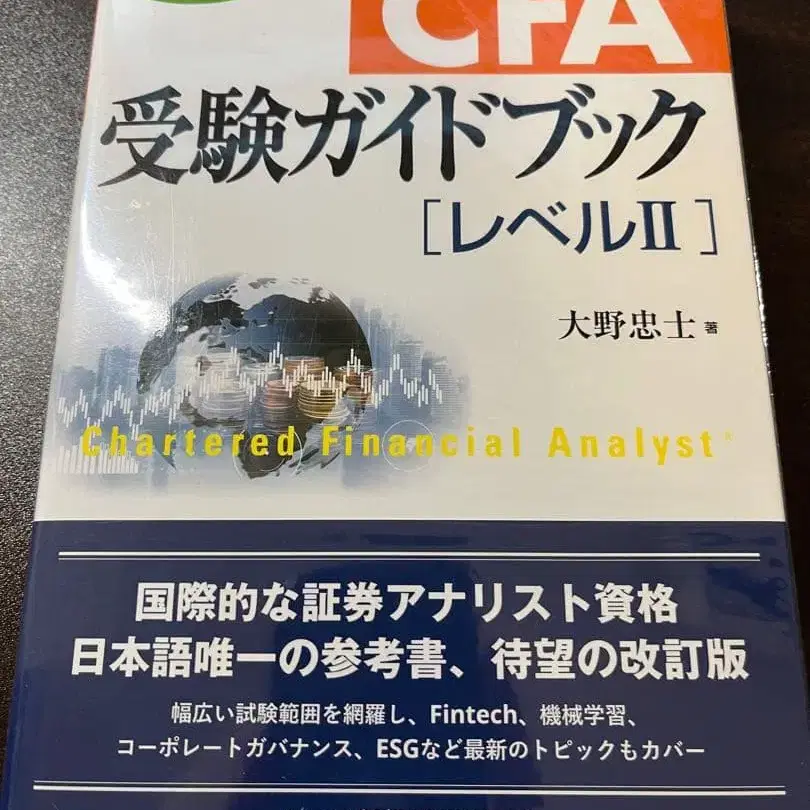 CFA
受験ガイドブック
［レベルⅡ］
大野忠士 著
Chartered Financial Analyst®
国際的な証券アナリスト資格
日本語唯一の参考書、待望の改訂版
幅広い試験範囲を網羅し、Fintech、機械学習、
コーポレートガバナンス、ESGなど最新のトピックもカバー